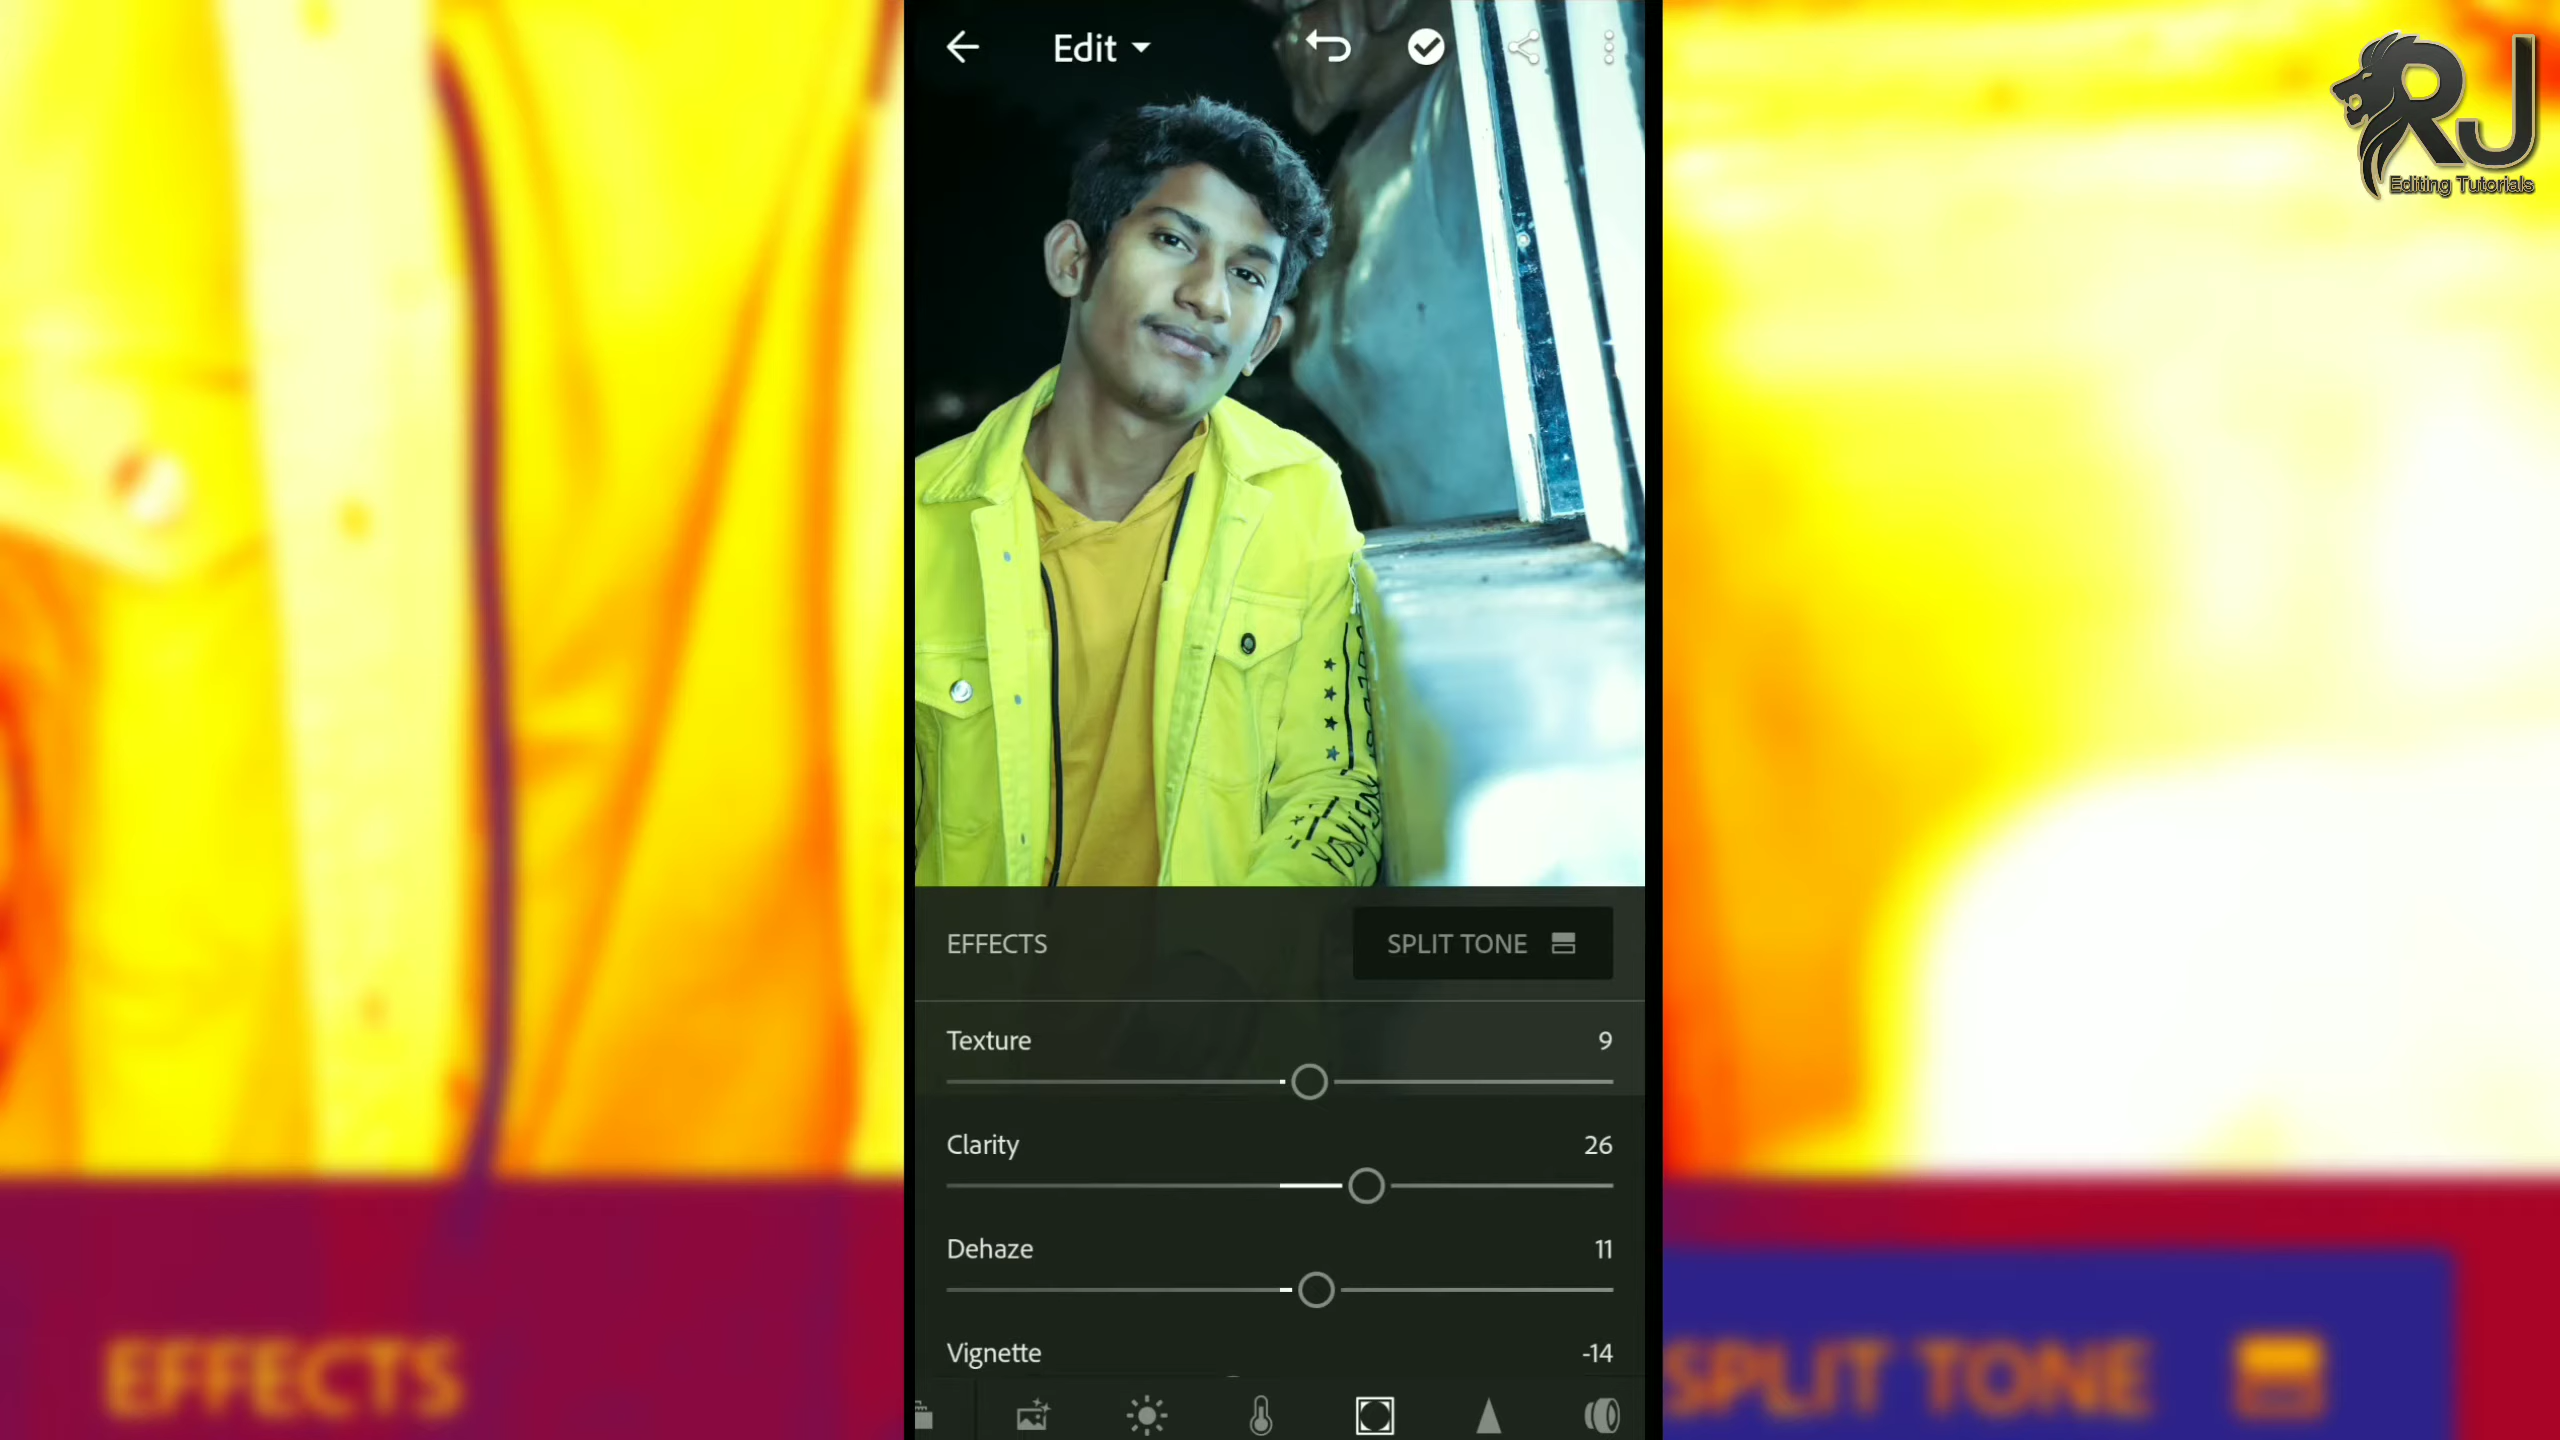 Edit
RJ
Editing Tutorials
EFFECTS
SPLIT TONE
Texture
9
Clarity
26
Dehaze
11
Vignette
-14
EFFECTS
SPLIT TONE